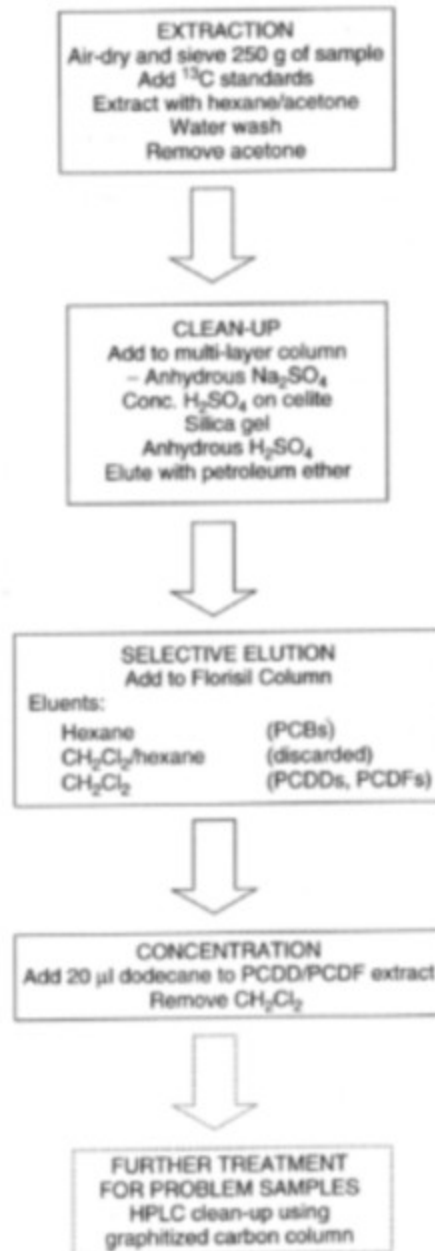 EXTRACTION
Air-dry and sieve 250 g of sample
Add ¹³C standards
Extract with hexane/acetone
Water wash
Remove acetone
CLEAN-UP
Add to multi-layer column
– Anhydrous Na₂SO₄
Conc. H₂SO₄ on celite
Silica gel
Anhydrous H₂SO₄
Elute with petroleum ether
SELECTIVE ELUTION
Add to Florisil Column
Eluents:
Hexane (PCBs)
CH₂Cl₂/hexane (discarded)
CH₂Cl₂ (PCDDs, PCDFs)
CONCENTRATION
Add 20 µl dodecane to PCDD/PCDF extract
Remove CH₂Cl₂
FURTHER TREATMENT
FOR PROBLEM SAMPLES
HPLC clean-up using
graphitized carbon column